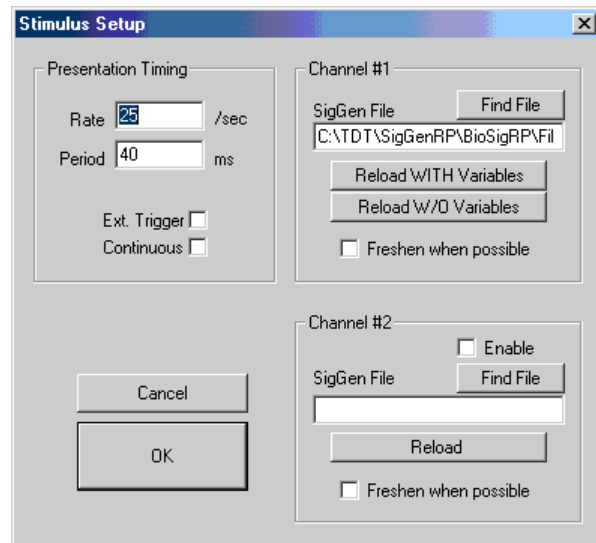 Stimulus Setup
Presentation Timing
Rate 25 /sec
Period 40 ms
Ext. Trigger
Continuous
Channel #1
SigGen File Find File
C:\TDT\SigGenRP\BioSigRP\Fil
Reload WITH Variables
Reload W/O Variables
Freshen when possible
Channel #2
Enable
SigGen File Find File
Reload
Freshen when possible
Cancel
OK